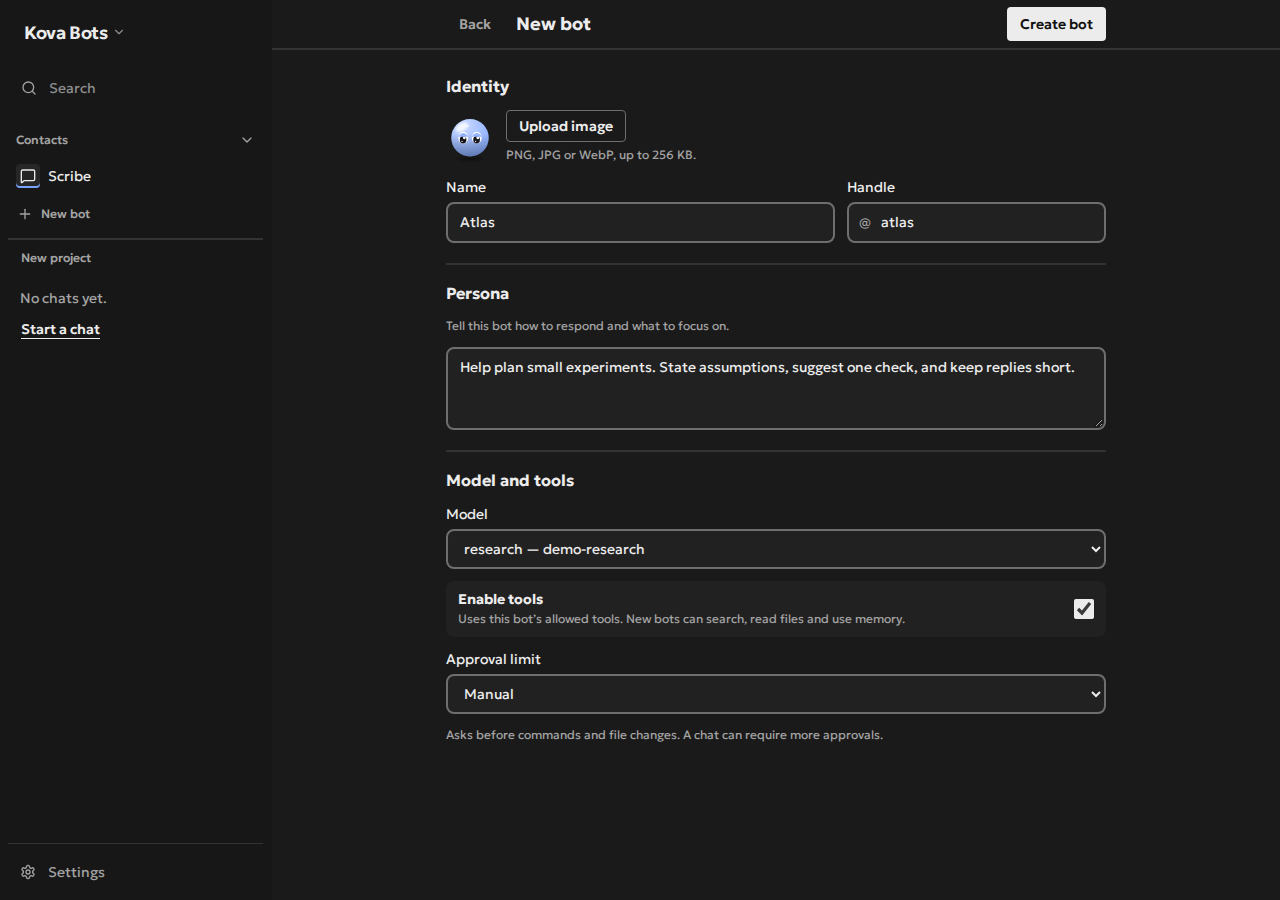 Kova Bots
Search
Contacts
Scribe
New bot
New project
No chats yet.
Start a chat
Settings
Back
New bot
Create bot
Identity
Upload image
PNG, JPG or WebP, up to 256 KB.
Name
Handle
Atlas
@ atlas
Persona
Tell this bot how to respond and what to focus on.
Help plan small experiments. State assumptions, suggest one check, and keep replies short.
Model and tools
Model
research — demo-research
Enable tools
Uses this bot's allowed tools. New bots can search, read files and use memory.
Approval limit
Manual
Asks before commands and file changes. A chat can require more approvals.